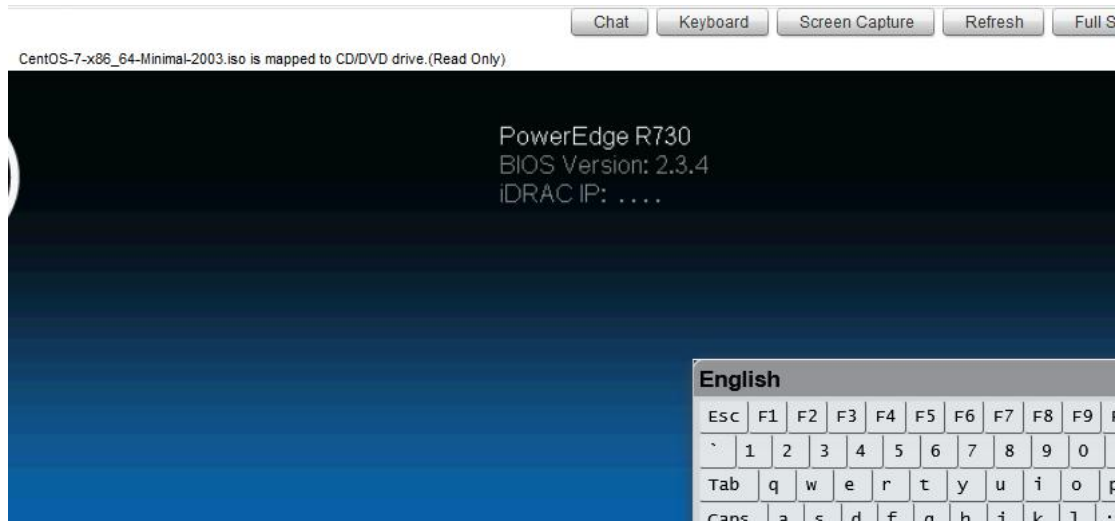 Chat Keyboard Screen Capture Refresh Full S
CentOS-7-x86_64-Minimal-2003.iso is mapped to CD/DVD drive.(Read Only)
PowerEdge R730
BIOS Version: 2.3.4
iDRAC IP: . . . .
English
Esc F1 F2 F3 F4 F5 F6 F7 F8 F9
` 1 2 3 4 5 6 7 8 9 0
Tab q w e r t y u i o p
Caps a s d f g h j k l ;